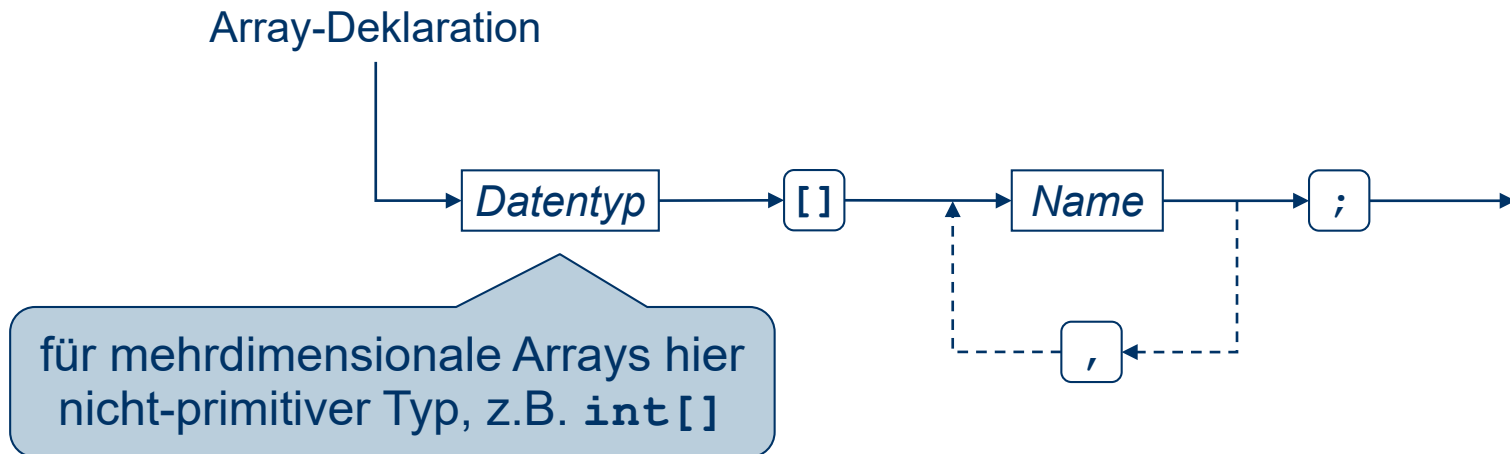 Array-Deklaration
Datentyp [] Name ;
,
für mehrdimensionale Arrays hier
nicht-primitiver Typ, z.B. int[]